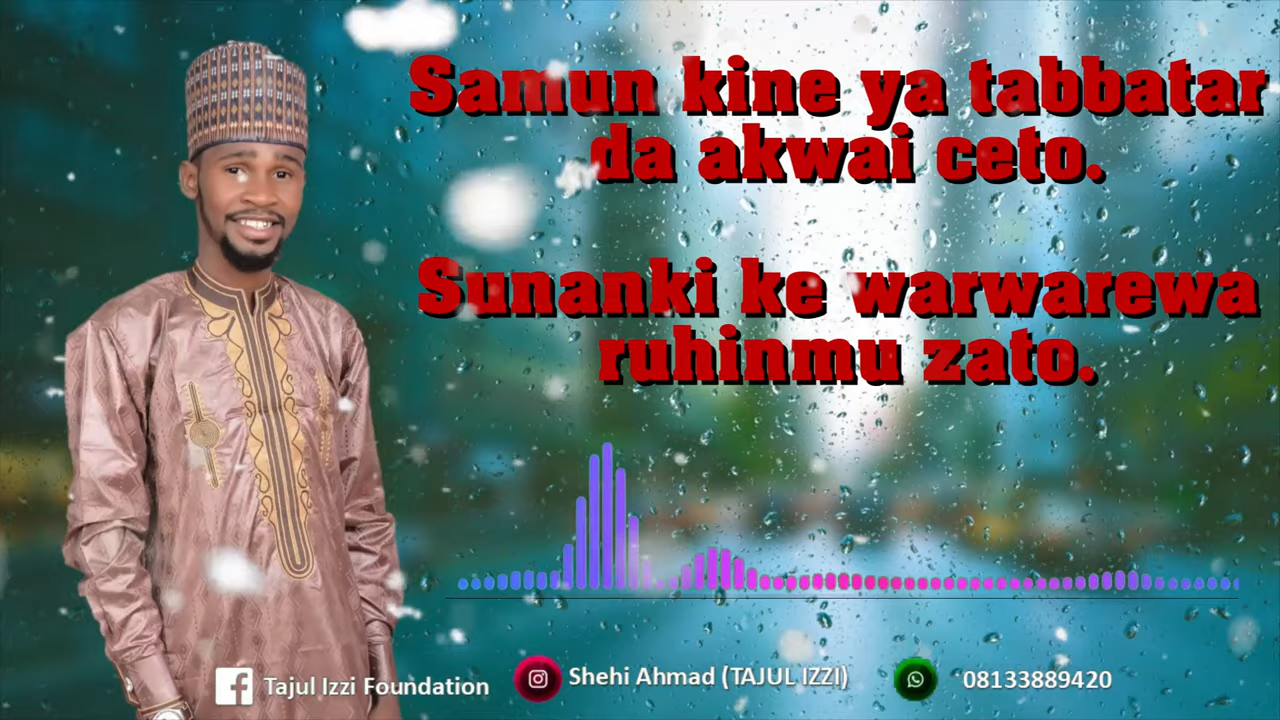 Samun kine ya tabbatar
da akwai ceto.
Sunanki ke warwarewa
ruhinmu zato.
Tajul Izzi Foundation
Shehi Ahmad (TAJUL IZZI)
08133889420